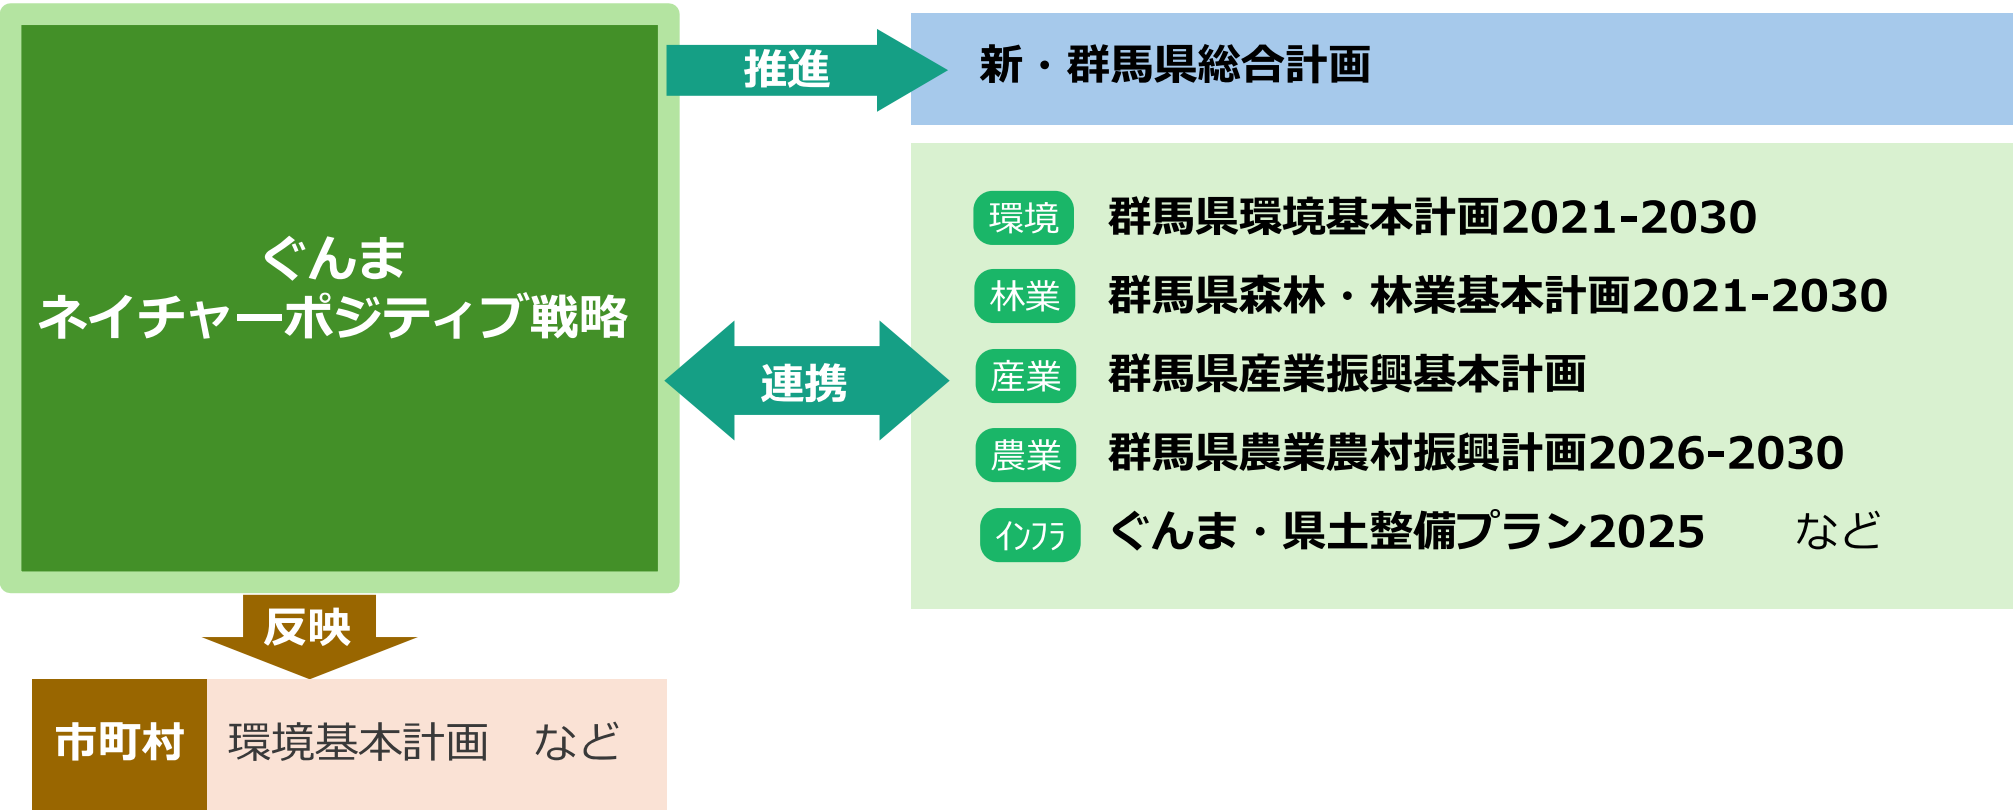 ぐんま
ネイチャーポジティブ戦略
推進
新・群馬県総合計画
連携
環境 群馬県環境基本計画2021-2030
林業 群馬県森林・林業基本計画2021-2030
産業 群馬県産業振興基本計画
農業 群馬県農業農村振興計画2026-2030
ｲﾝﾌﾗ ぐんま・県土整備プラン2025 など
反映
市町村 環境基本計画 など